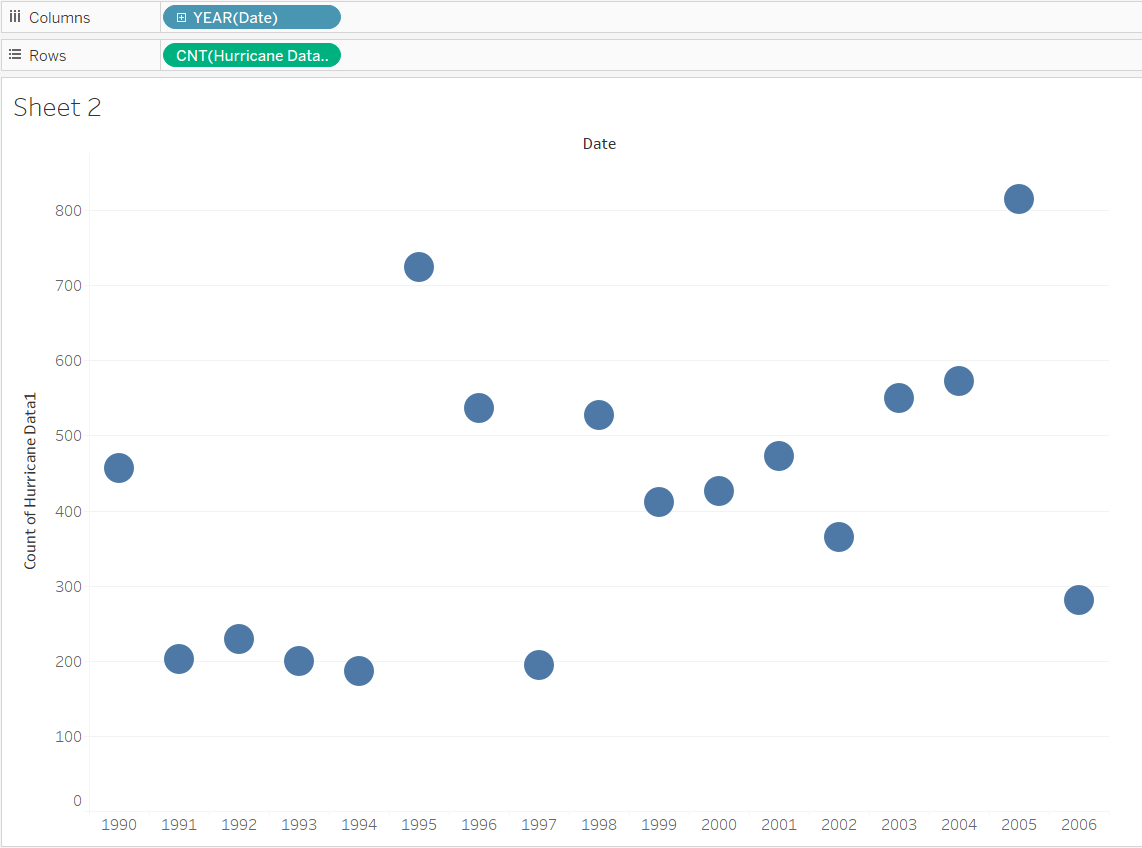 Columns
YEAR(Date)
Rows
CNT(Hurricane Data..
Sheet 2
Date
800
700
600
500
400
300
200
100
0
Count of Hurricane Data1
1990 1991 1992 1993 1994 1995 1996 1997 1998 1999 2000 2001 2002 2003 2004 2005 2006